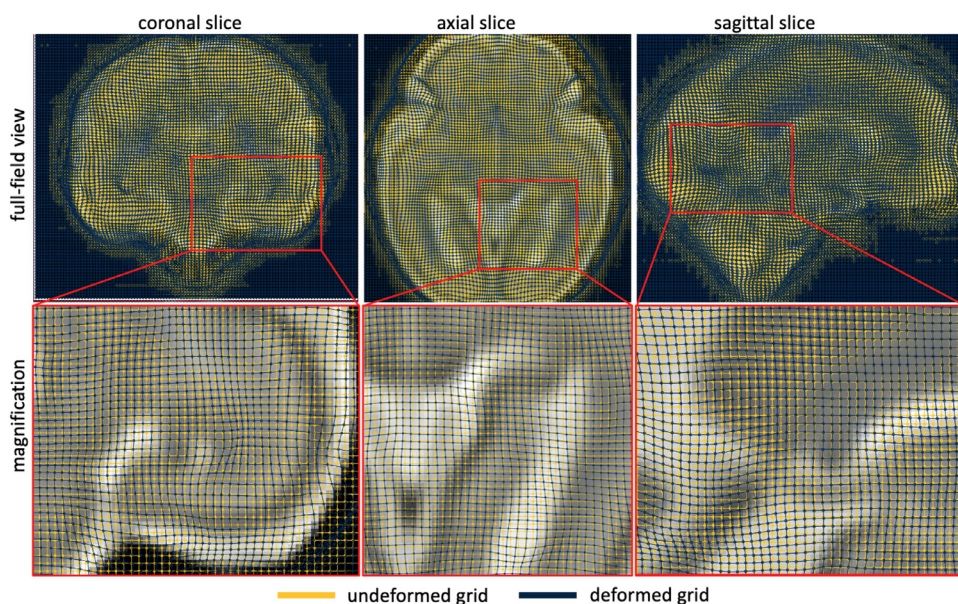 coronal slice
axial slice
sagittal slice
full-field view
magnification
undeformed grid
deformed grid